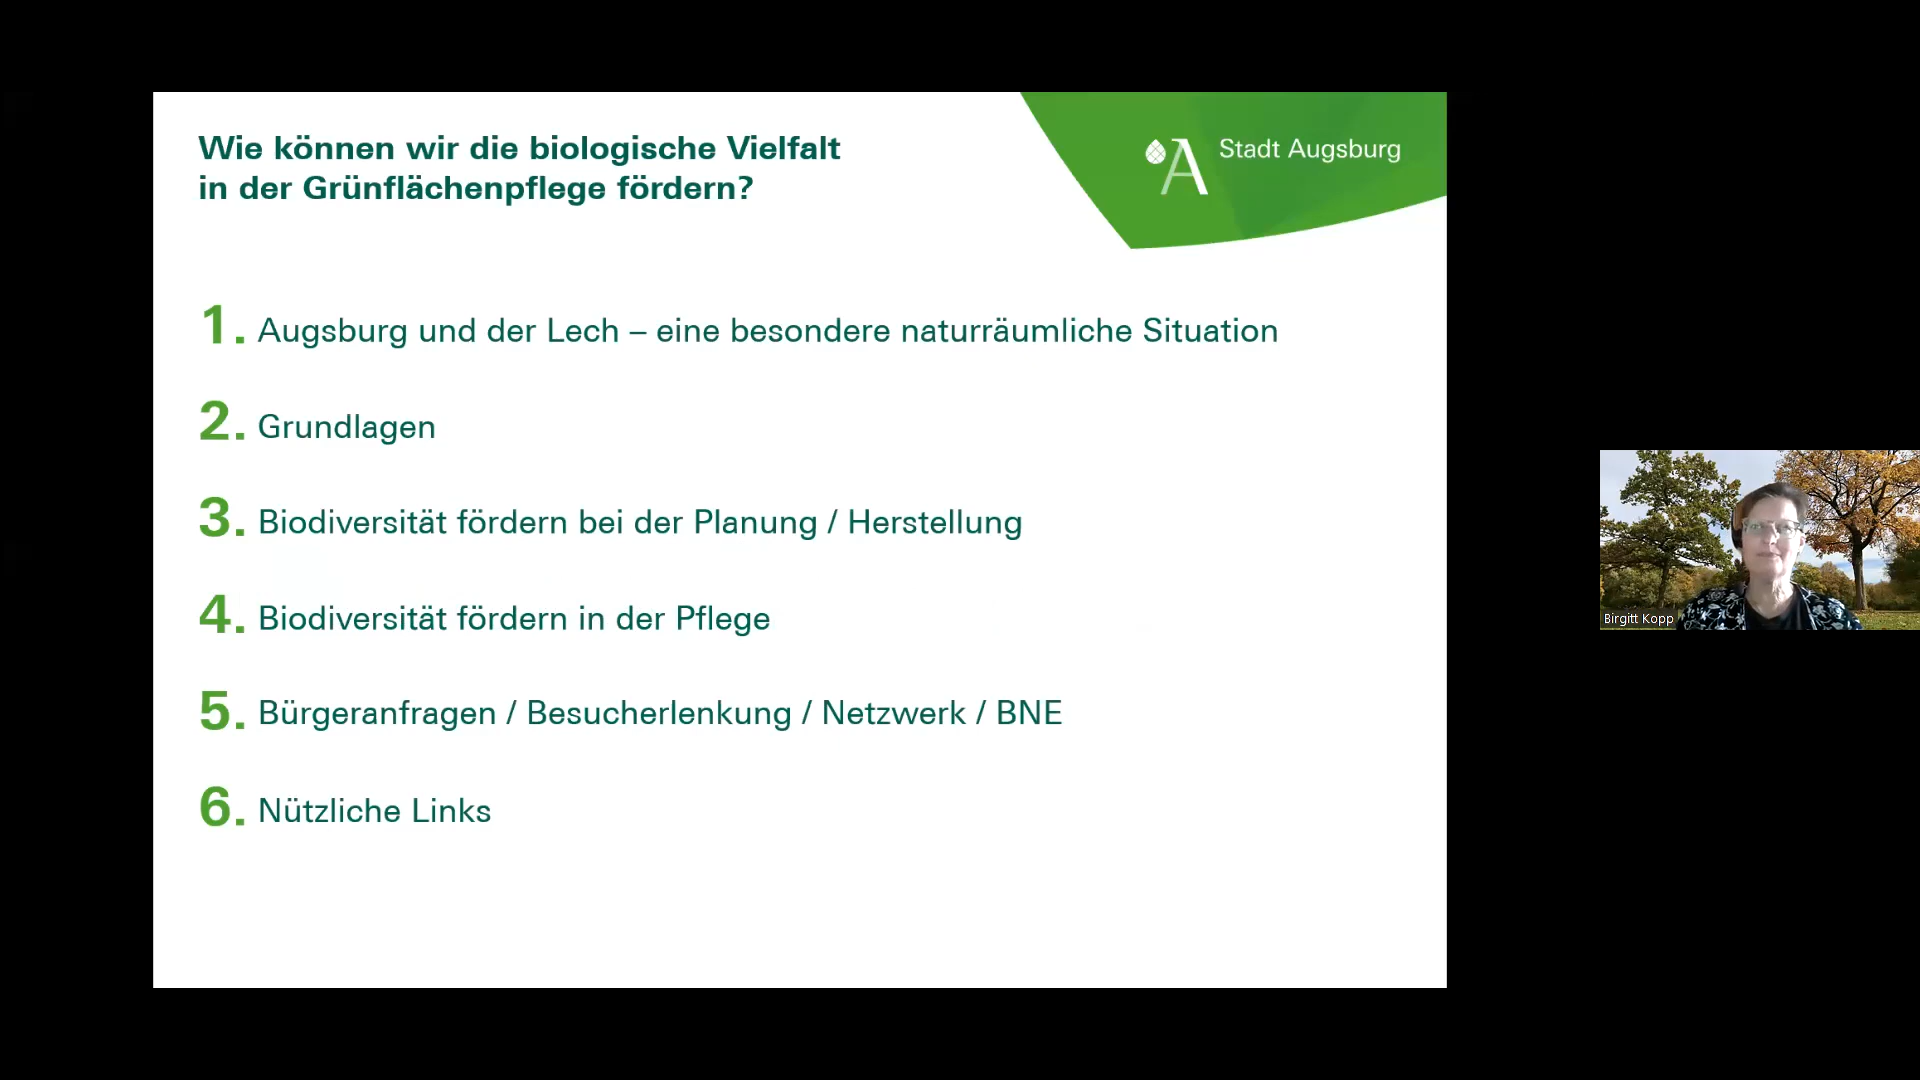 Wie können wir die biologische Vielfalt
in der Grünflächenpflege fördern?
A Stadt Augsburg
1. Augsburg und der Lech – eine besondere naturräumliche Situation
2. Grundlagen
3. Biodiversität fördern bei der Planung / Herstellung
4. Biodiversität fördern in der Pflege
5. Bürgeranfragen / Besucherlenkung / Netzwerk / BNE
6. Nützliche Links
Birgitt Kopp